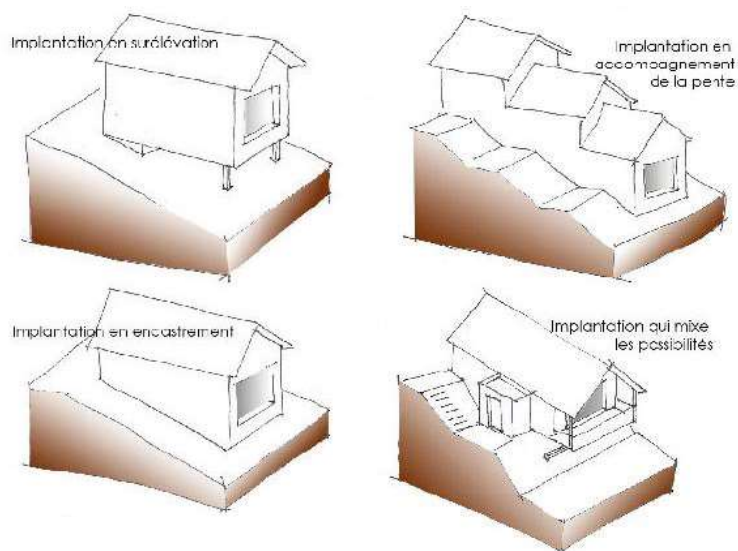 Implantation en surélévation
Implantation en
accompagnement
de la pente
Implantation en encastrement
Implantation qui mixe
les possibilités